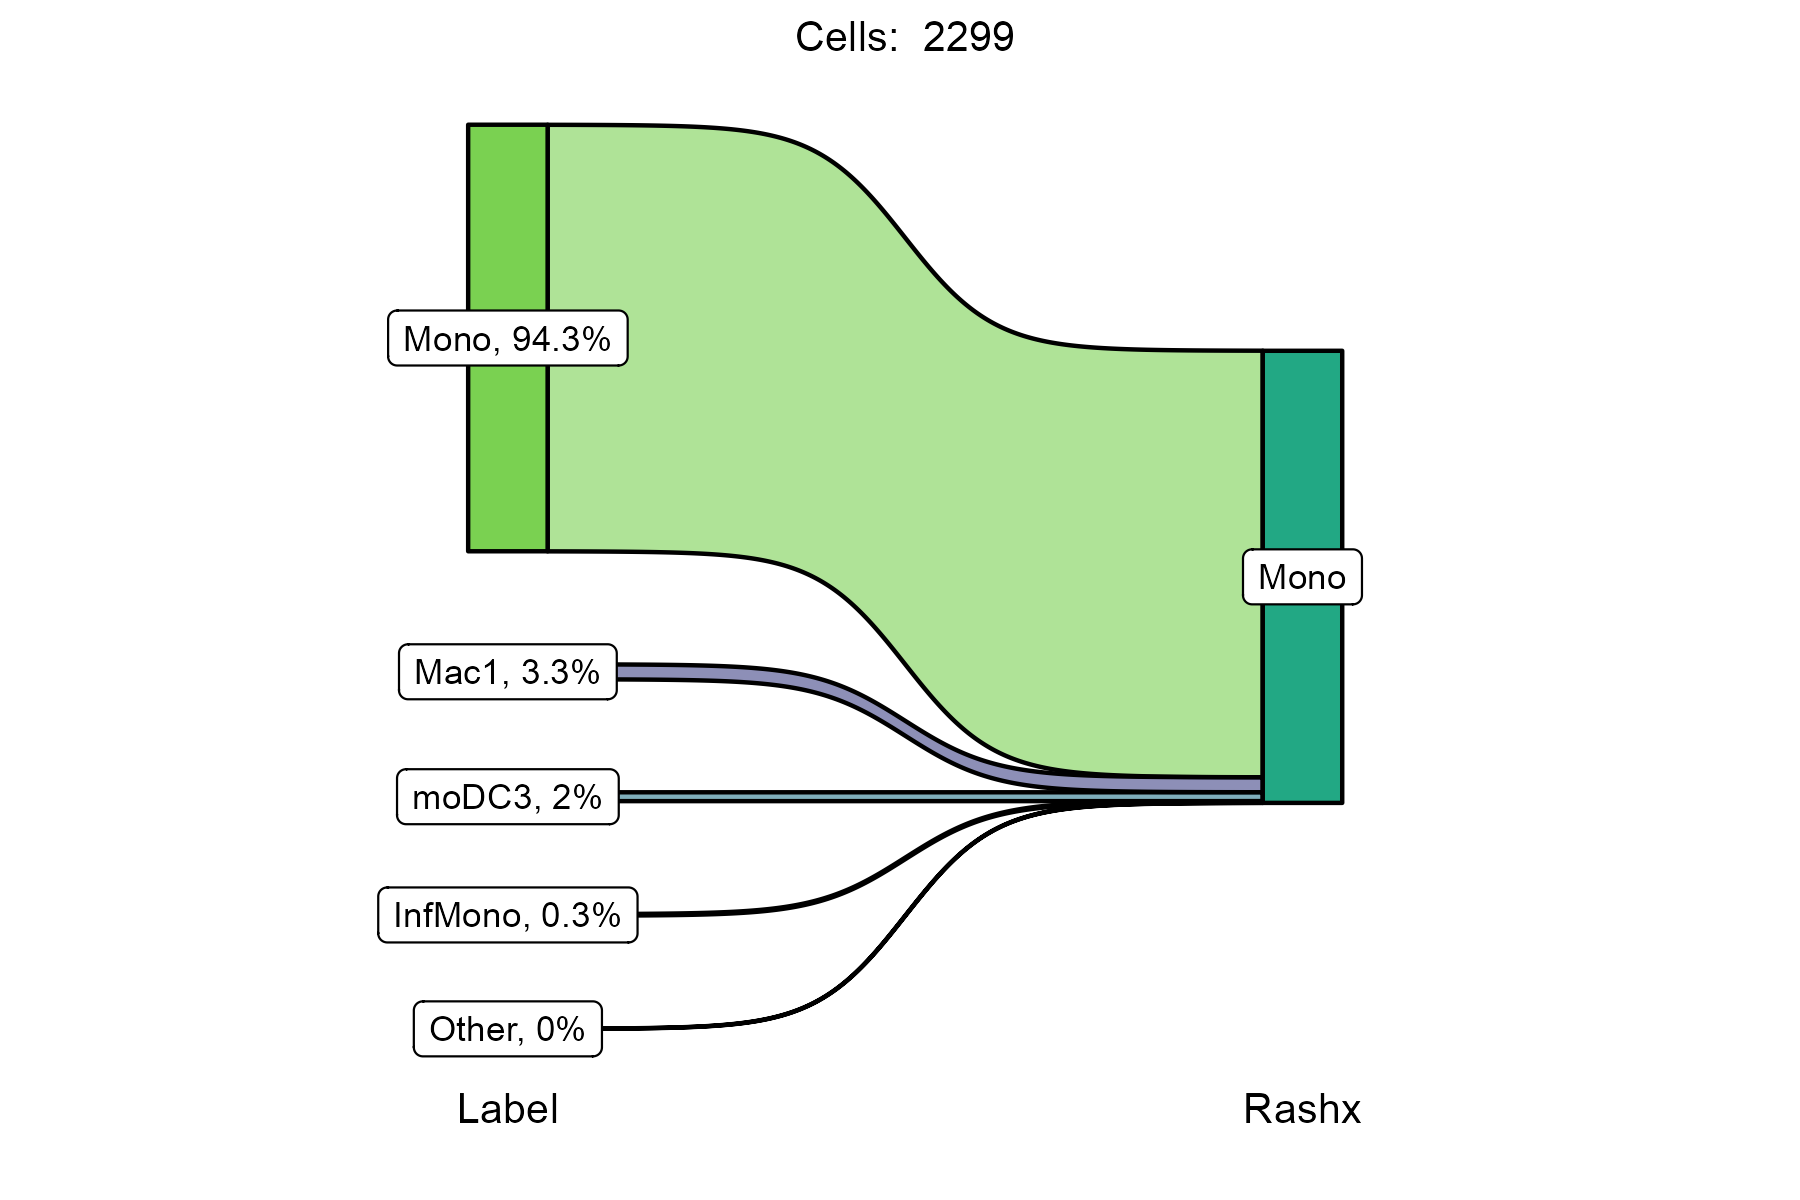 Cells:  2299
Mono, 94.3%
Mono
Mac1, 3.3%
moDC3, 2%
InfMono, 0.3%
Other, 0%
Label
Rashx